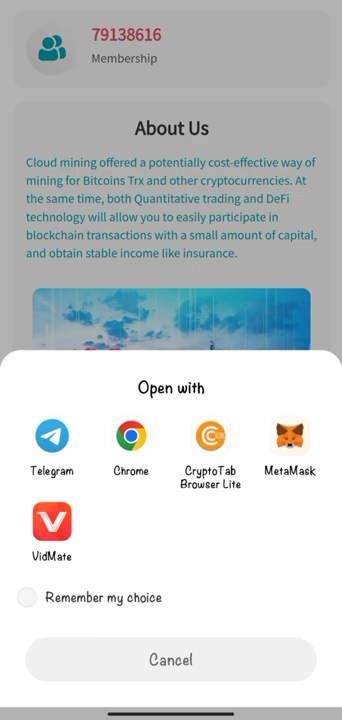 79138616
Membership
About Us
Cloud mining offered a potentially cost-effective way of
mining for Bitcoins Trx and other cryptocurrencies. At
the same time, both Quantitative trading and DeFi
technology will allow you to easily participate in
blockchain transactions with a small amount of capital,
and obtain stable income like insurance.
Open with
Telegram
Chrome
CryptoTab
Browser Lite
MetaMask
VidMate
Remember my choice
Cancel